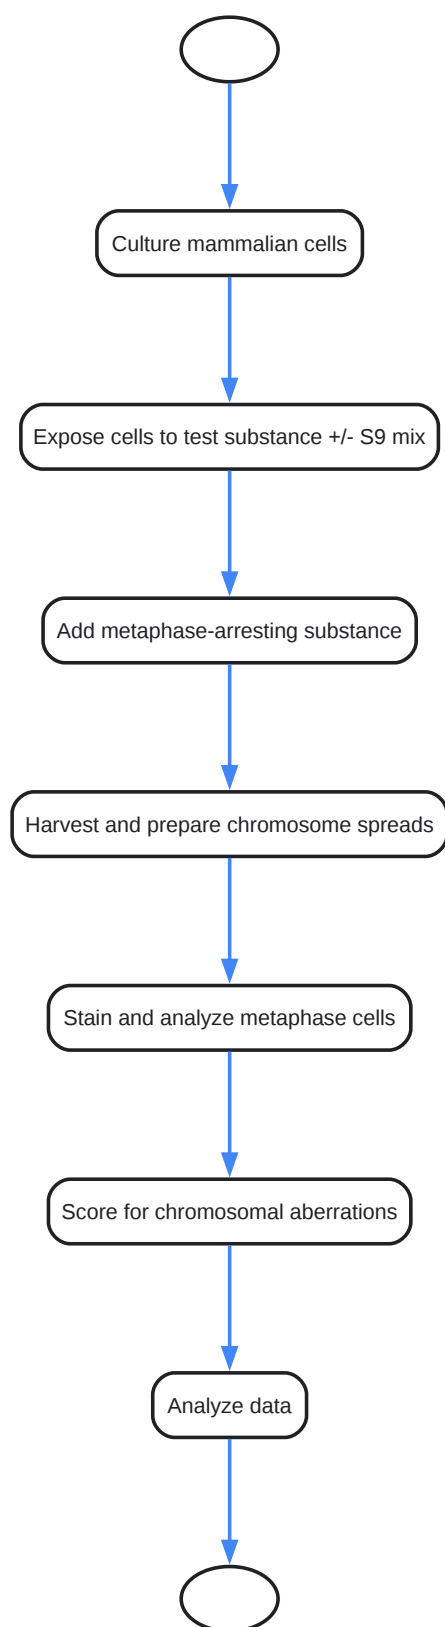 Culture mammalian cells
Expose cells to test substance +/- S9 mix
Add metaphase-arresting substance
Harvest and prepare chromosome spreads
Stain and analyze metaphase cells
Score for chromosomal aberrations
Analyze data